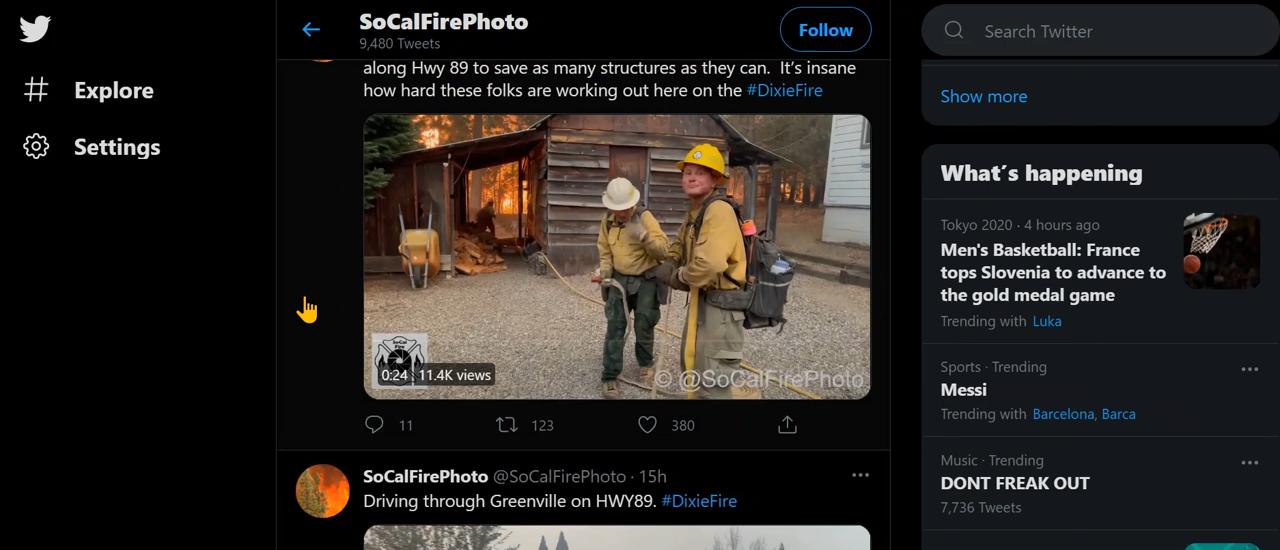 SoCalFirePhoto
9,480 Tweets
Follow
Search Twitter
Explore
Settings
along Hwy 89 to save as many structures as they can. It's insane
how hard these folks are working out here on the #DixieFire
SoCal
Fire
0:24 11.4K views
© @SoCalFirePhoto
11 123 380
SoCalFirePhoto @SoCalFirePhoto · 15h
Driving through Greenville on HWY89. #DixieFire
Show more
What's happening
Tokyo 2020 · 4 hours ago
Men's Basketball: France
tops Slovenia to advance to
the gold medal game
Trending with Luka
Sports · Trending
Messi
Trending with Barcelona, Barca
Music · Trending
DONT FREAK OUT
7,736 Tweets